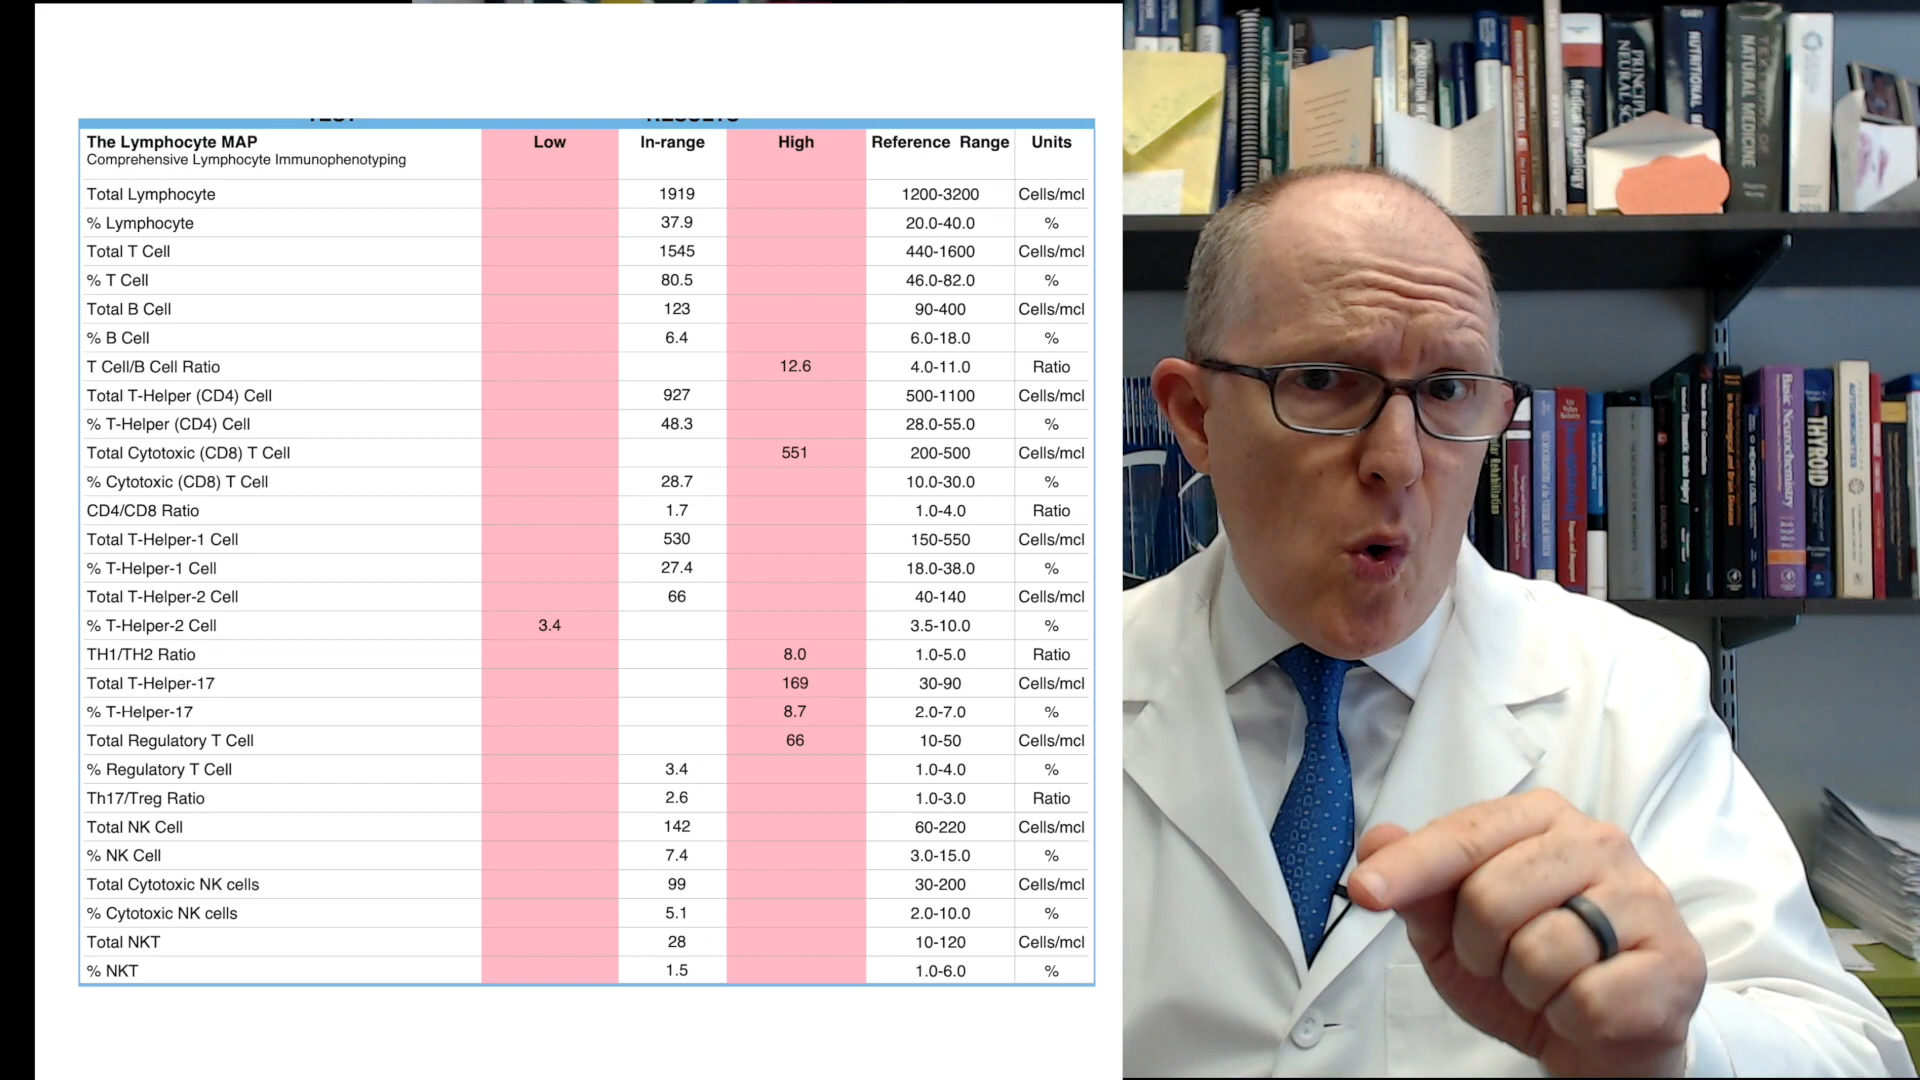 The Lymphocyte MAP Low In-range High Reference Range Units
Comprehensive Lymphocyte Immunophenotyping
Total Lymphocyte 1919 1200-3200 Cells/mcl
% Lymphocyte 37.9 20.0-40.0 %
Total T Cell 1545 440-1600 Cells/mcl
% T Cell 80.5 46.0-82.0 %
Total B Cell 123 90-400 Cells/mcl
% B Cell 6.4 6.0-18.0 %
T Cell/B Cell Ratio 12.6 4.0-11.0 Ratio
Total T-Helper (CD4) Cell 927 500-1100 Cells/mcl
% T-Helper (CD4) Cell 48.3 28.0-55.0 %
Total Cytotoxic (CD8) T Cell 551 200-500 Cells/mcl
% Cytotoxic (CD8) T Cell 28.7 10.0-30.0 %
CD4/CD8 Ratio 1.7 1.0-4.0 Ratio
Total T-Helper-1 Cell 530 150-550 Cells/mcl
% T-Helper-1 Cell 27.4 18.0-38.0 %
Total T-Helper-2 Cell 66 40-140 Cells/mcl
% T-Helper-2 Cell 3.4 3.5-10.0 %
TH1/TH2 Ratio 8.0 1.0-5.0 Ratio
Total T-Helper-17 169 30-90 Cells/mcl
% T-Helper-17 8.7 2.0-7.0 %
Total Regulatory T Cell 66 10-50 Cells/mcl
% Regulatory T Cell 3.4 1.0-4.0 %
Th17/Treg Ratio 2.6 1.0-3.0 Ratio
Total NK Cell 142 60-220 Cells/mcl
% NK Cell 7.4 3.0-15.0 %
Total Cytotoxic NK cells 99 30-200 Cells/mcl
% Cytotoxic NK cells 5.1 2.0-10.0 %
Total NKT 28 10-120 Cells/mcl
% NKT 1.5 1.0-6.0 %
Medical Physiology
NUTRITIONAL
TEXTBOOK OF
NATURAL MEDICINE
Basic Neurochemistry
THYROID